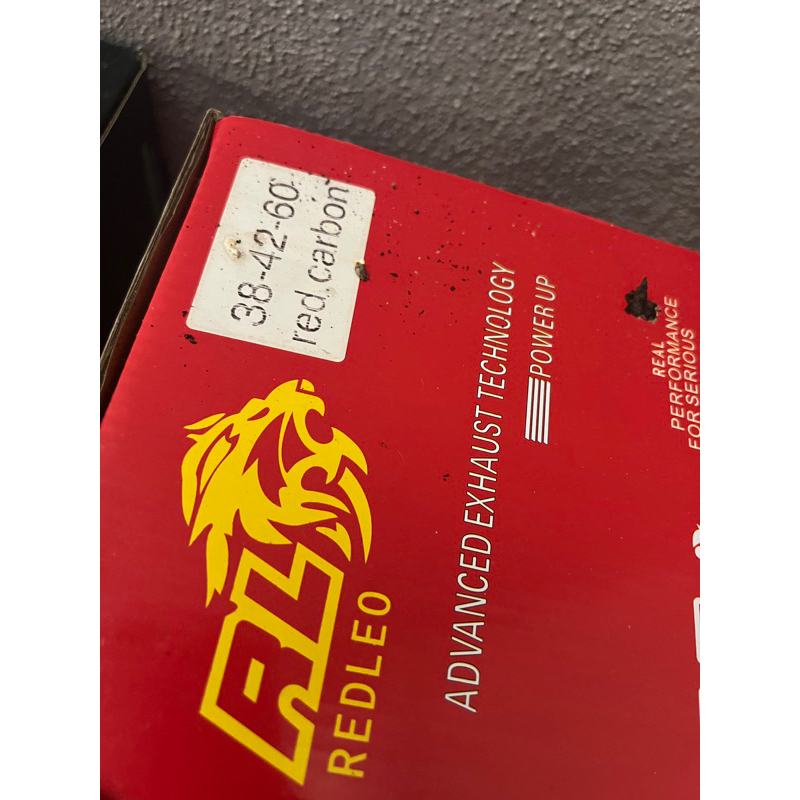 38-42-60
red carbon
RL
REDLEO
ADVANCED EXHAUST TECHNOLOGY
POWER UP
REAL
PERFORMANCE
FOR SERIOUS